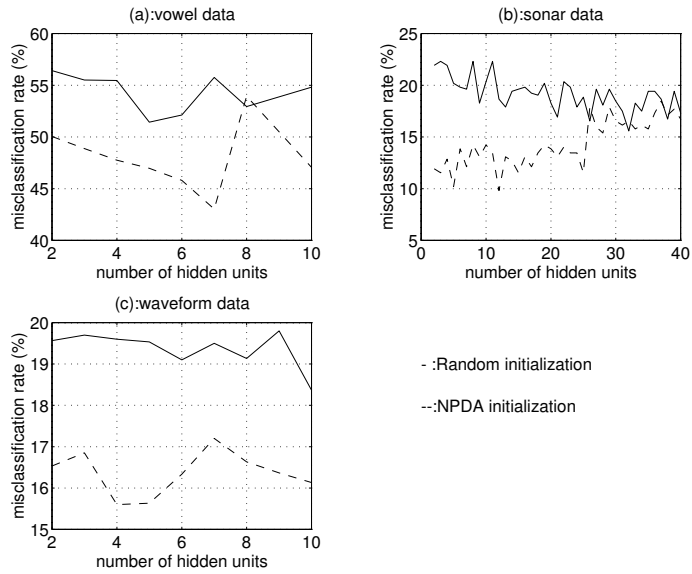 (a):vowel data
60
55
50
45
40
misclassification rate (%)
2 4 6 8 10
number of hidden units
(b):sonar data
25
20
15
10
5
misclassification rate (%)
0 10 20 30 40
number of hidden units
(c):waveform data
20
19
18
17
16
15
misclassification rate (%)
2 4 6 8 10
number of hidden units
- :Random initialization
--:NPDA initialization